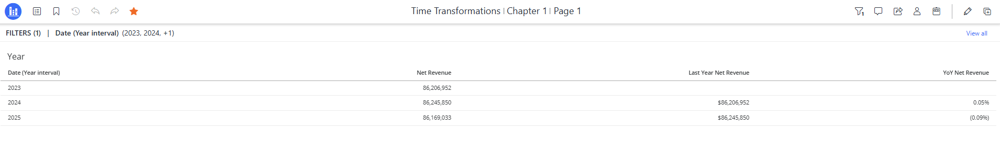 Time Transformations | Chapter 1 | Page 1
1
FILTERS (1) | Date (Year interval) (2023, 2024, +1)
View all
Year
Date (Year interval) Net Revenue Last Year Net Revenue YoY Net Revenue
2023 86,206,952
2024 86,245,850 $86,206,952 0.05%
2025 86,169,033 $86,245,850 (0.09%)